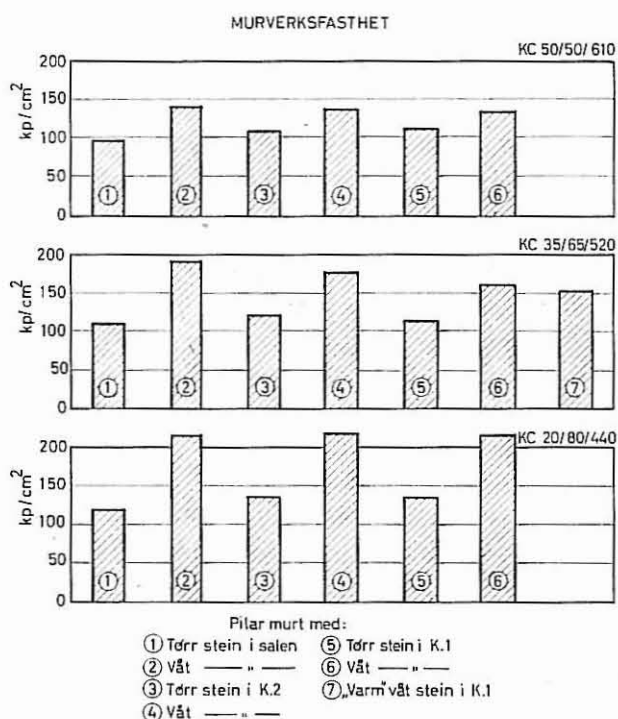 MURVERKSFASTHET
KC 50/50/610
200
150
100
50
0
kp/cm²
① ② ③ ④ ⑤ ⑥
KC 35/65/520
200
150
100
50
0
kp/cm²
① ② ③ ④ ⑤ ⑥ ⑦
KC 20/80/440
200
150
100
50
0
kp/cm²
① ② ③ ④ ⑤ ⑥
Pilar murt med:
① Tørr stein i salen ⑤ Tørr stein i K.1
② Våt — „ — ⑥ Våt — „ —
③ Tørr stein i K.2 ⑦ „Varm" våt stein i K.1
④ Våt — „ —